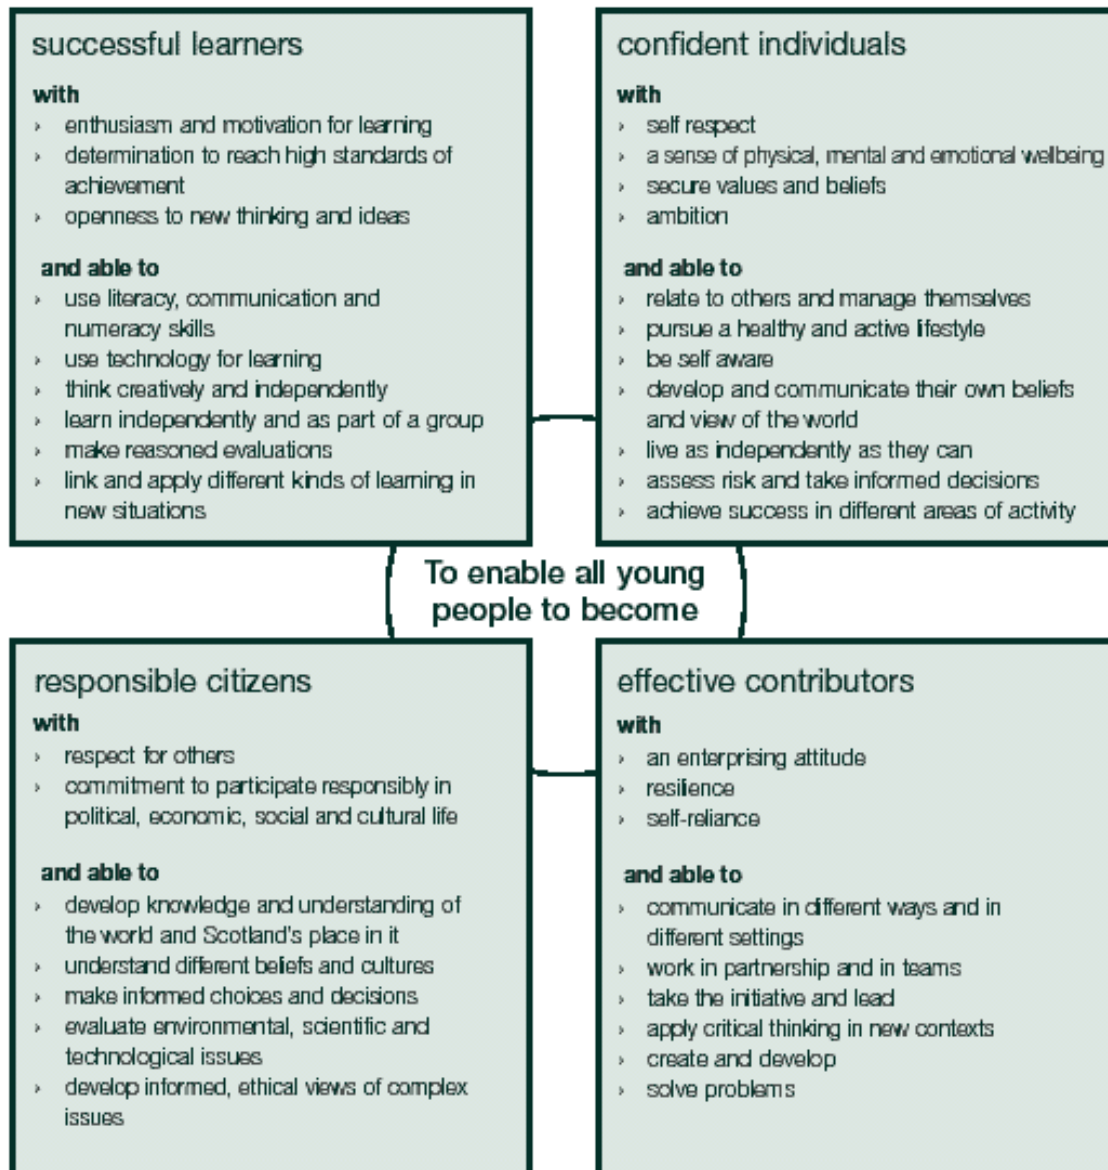 successful learners
with
› enthusiasm and motivation for learning
› determination to reach high standards of
achievement
› openness to new thinking and ideas
and able to
› use literacy, communication and
numeracy skills
› use technology for learning
› think creatively and independently
› learn independently and as part of a group
› make reasoned evaluations
› link and apply different kinds of learning in
new situations
confident individuals
with
› self respect
› a sense of physical, mental and emotional wellbeing
› secure values and beliefs
› ambition
and able to
› relate to others and manage themselves
› pursue a healthy and active lifestyle
› be self aware
› develop and communicate their own beliefs
and view of the world
› live as independently as they can
› assess risk and take informed decisions
› achieve success in different areas of activity
To enable all young
people to become
responsible citizens
with
› respect for others
› commitment to participate responsibly in
political, economic, social and cultural life
and able to
› develop knowledge and understanding of
the world and Scotland's place in it
› understand different beliefs and cultures
› make informed choices and decisions
› evaluate environmental, scientific and
technological issues
› develop informed, ethical views of complex
issues
effective contributors
with
› an enterprising attitude
› resilience
› self-reliance
and able to
› communicate in different ways and in
different settings
› work in partnership and in teams
› take the initiative and lead
› apply critical thinking in new contexts
› create and develop
› solve problems